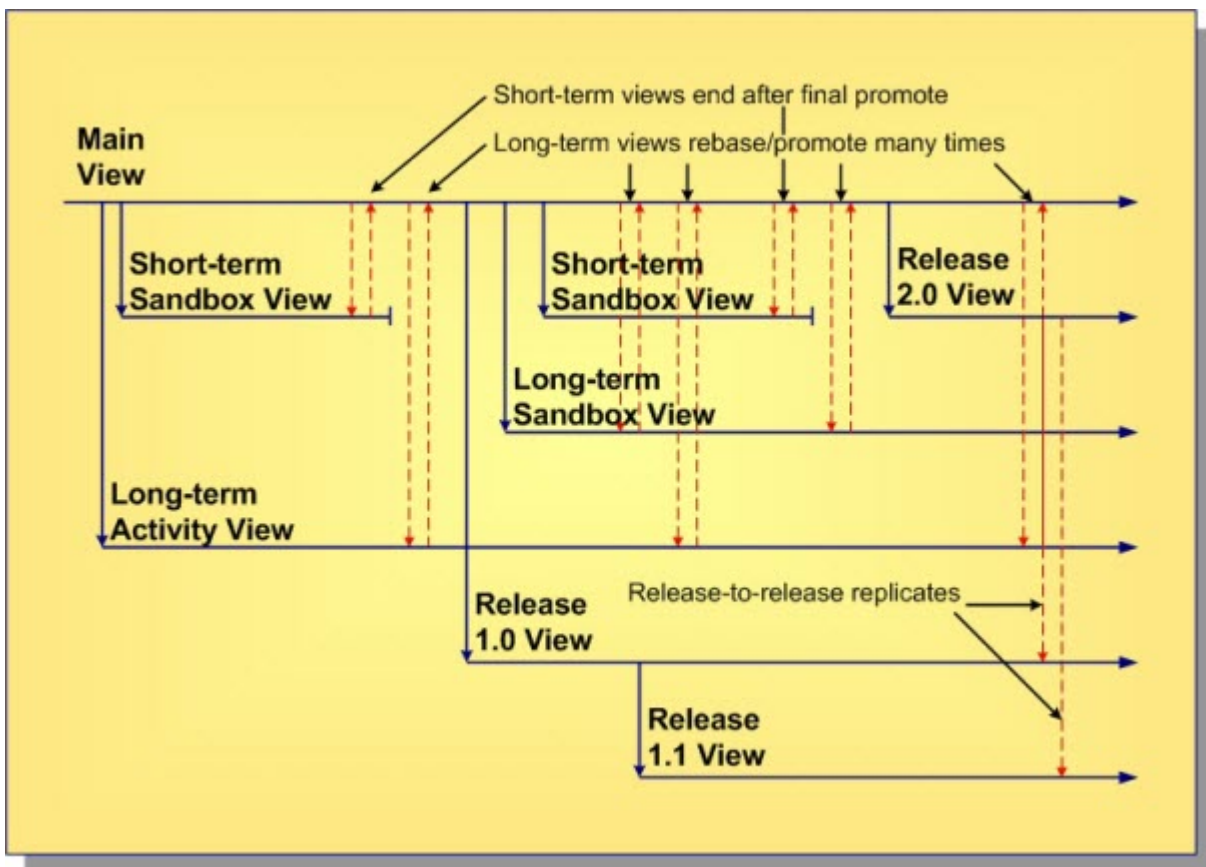 Short-term views end after final promote
Main
View
Long-term views rebase/promote many times
Short-term
Sandbox View
Short-term
Sandbox View
Release
2.0 View
Long-term
Sandbox View
Long-term
Activity View
Release
1.0 View
Release-to-release replicates
Release
1.1 View